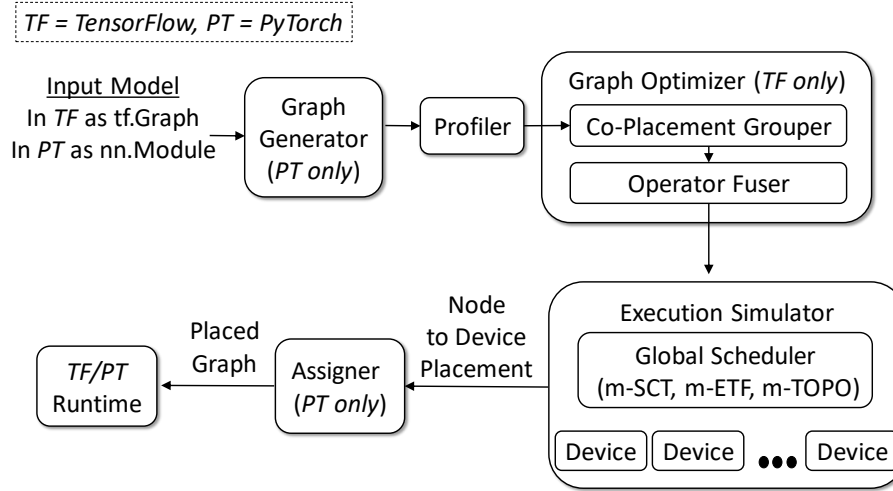 TF = TensorFlow, PT = PyTorch
Input Model
In TF as tf.Graph
In PT as nn.Module
Graph
Generator
(PT only)
Profiler
Graph Optimizer (TF only)
Co-Placement Grouper
Operator Fuser
Execution Simulator
Global Scheduler
(m-SCT, m-ETF, m-TOPO)
Device Device ●●● Device
Node
to Device
Placement
Assigner
(PT only)
Placed
Graph
TF/PT
Runtime